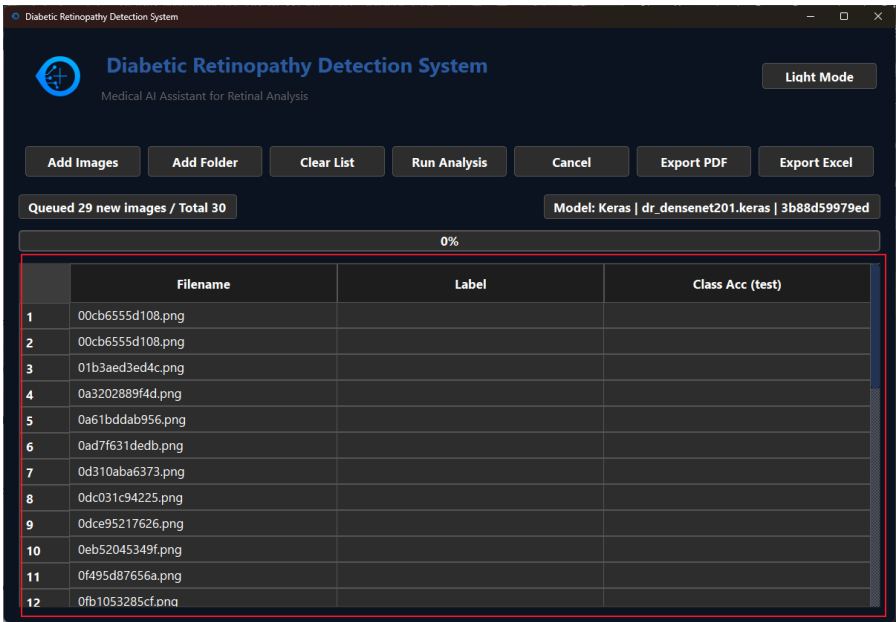 Diabetic Retinopathy Detection System
Diabetic Retinopathy Detection System
Medical AI Assistant for Retinal Analysis
Light Mode
Add Images Add Folder Clear List Run Analysis Cancel Export PDF Export Excel
Queued 29 new images / Total 30 Model: Keras | dr_densenet201.keras | 3b88d59979ed
0%
Filename Label Class Acc (test)
1 00cb6555d108.png
2 00cb6555d108.png
3 01b3aed3ed4c.png
4 0a3202889f4d.png
5 0a61bddab956.png
6 0ad7f631dedb.png
7 0d310aba6373.png
8 0dc031c94225.png
9 0dce95217626.png
10 0eb52045349f.png
11 0f495d87656a.png
12 0fb1053285cf.png